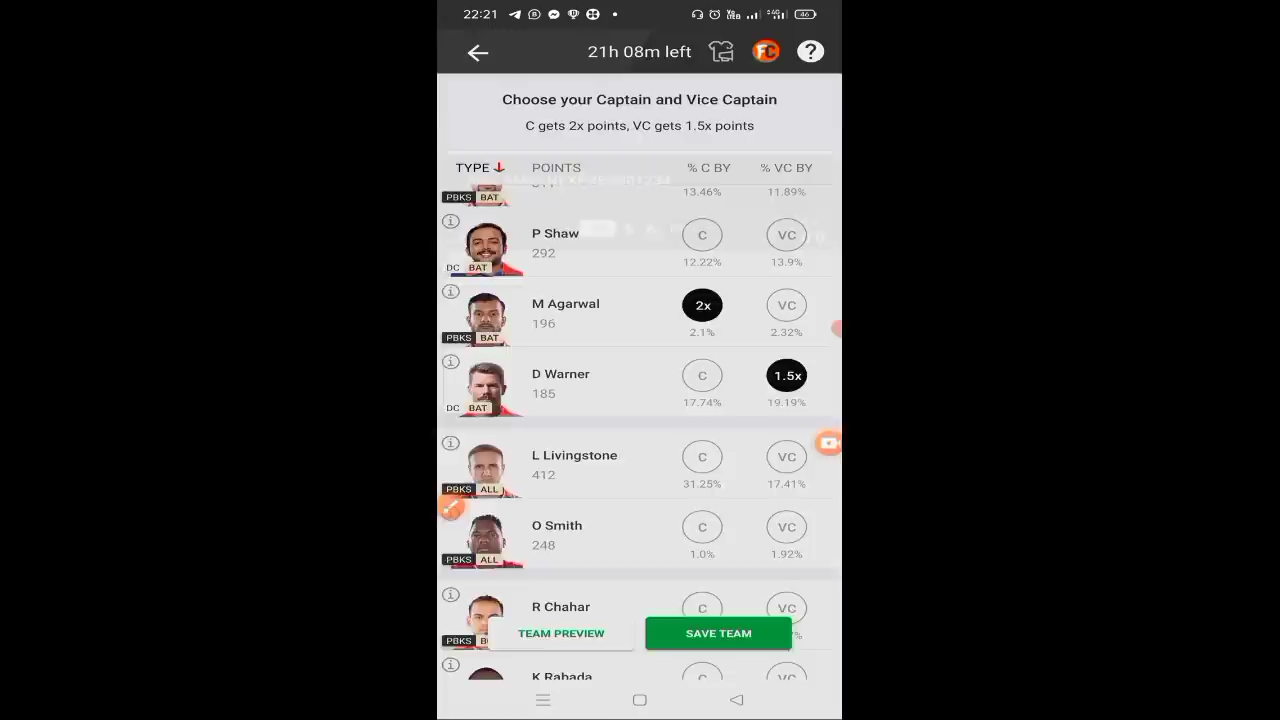 22:21
46
21h 08m left
FC
?
Choose your Captain and Vice Captain
C gets 2x points, VC gets 1.5x points
TYPE POINTS % C BY % VC BY
PBKS BAT 13.46% 11.89%
P Shaw C VC
292
DC BAT 12.22% 13.9%
M Agarwal 2x VC
196
PBKS BAT 2.1% 2.32%
D Warner C 1.5x
185
DC BAT 17.74% 19.19%
L Livingstone C VC
412
PBKS ALL 31.25% 17.41%
O Smith C VC
248
PBKS ALL 1.0% 1.92%
R Chahar C VC
PBKS
TEAM PREVIEW SAVE TEAM
K Rabada C VC